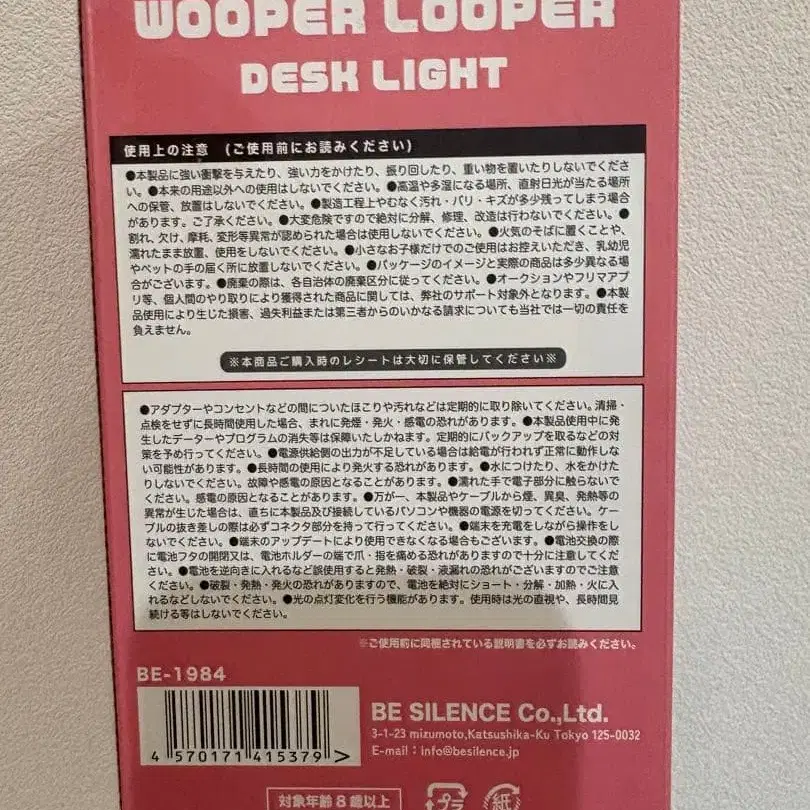 WOOPER LOOPER
DESK LIGHT
使用上の注意 (ご使用前にお読みください)
●本製品に強い衝撃を与えたり、強い力をかけたり、振り回したり、重い物を置いたりしないでくださ
い。●本来の用途以外への使用はしないでください。●高温や多湿になる場所、直射日光が当たる場所
への保管、放置はしないでください。●製造工程上やむなく汚れ・バリ・キズが多少残ってしまう場合
があります。ご了承ください。●大変危険ですので絶対に分解、修理、改造は行わないでください。●
割れ、欠け、摩耗、変形等異常が認められた場合は使用しないでください。●火気のそばに置くことや、
濡れたまま放置、使用をしないでください。●小さなお子様だけでのご使用はお控えいただき、乳幼児
やペットの手の届く所に放置しないでください。●パッケージのイメージと実際の商品は多少異なる場
合がございます。●廃棄の際は、各自治体の廃棄区分に従ってください。●オークションやフリマアプ
リ等、個人間のやり取りにより獲得された商品に関しては、弊社のサポート対象外となります。●本製
品使用により生じた損害、過失利益または第三者からのいかなる請求についても当社では一切の責任を
負えません。
※本商品ご購入時のレシートは大切に保管してください※
●アダプターやコンセントなどの間についたほこりや汚れなどは定期的に取り除いてください。清掃・
点検をせずに長時間使用した場合、まれに発煙・発火・感電の恐れがあります。●本製品使用中に発
生したデーターやプログラムの消失等は保障いたしかねます。定期的にバックアップを取るなどの対
策を予め行ってください。●電源供給側の出力が不足している場合は給電が行われず正常に動作しな
い可能性があります。●長時間の使用により発火する恐れがあります。●水につけたり、水をかけた
りしないでください。故障や感電の原因となることがあります。●濡れた手で電子部分に触らないで
ください。感電の原因となることがあります。●万が一、本製品やケーブルから煙、異臭、発熱等の
異常が生じた場合は、直ちに本製品及び接続しているパソコンや機器の電源を切ってください。ケー
ブルの抜き差しの際は必ずコネクタ部分を持って行ってください。●端末を充電をしながら操作をし
ないでください。●端末のアップデートにより使用できなくなる場合もございます。●電池交換の際
に電池フタの開閉又は、電池ホルダーの端で爪・指を痛める恐れがありますので十分に注意してくだ
さい。●電池を逆向きに入れるなど誤使用すると発熱・破裂・液漏れの恐れがございますのでご注意
ください。●破裂・発熱・発火の恐れがありますので、電池を絶対にショート・分解・加熱・火に入
れるなどしないでください。●光の点灯変化を行う機能があります。使用時は光の直視や、長時間見
続ける等はしないでください。
※ご使用前に同梱されている説明書を必ずお読みください。
BE-1984
BE SILENCE Co.,Ltd.
3-1-23 mizumoto,Katsushika-Ku Tokyo 125-0032
E-mail：info@besilence.jp
4 570171 415379 >
対象年齢8歳以上
プラ
紙